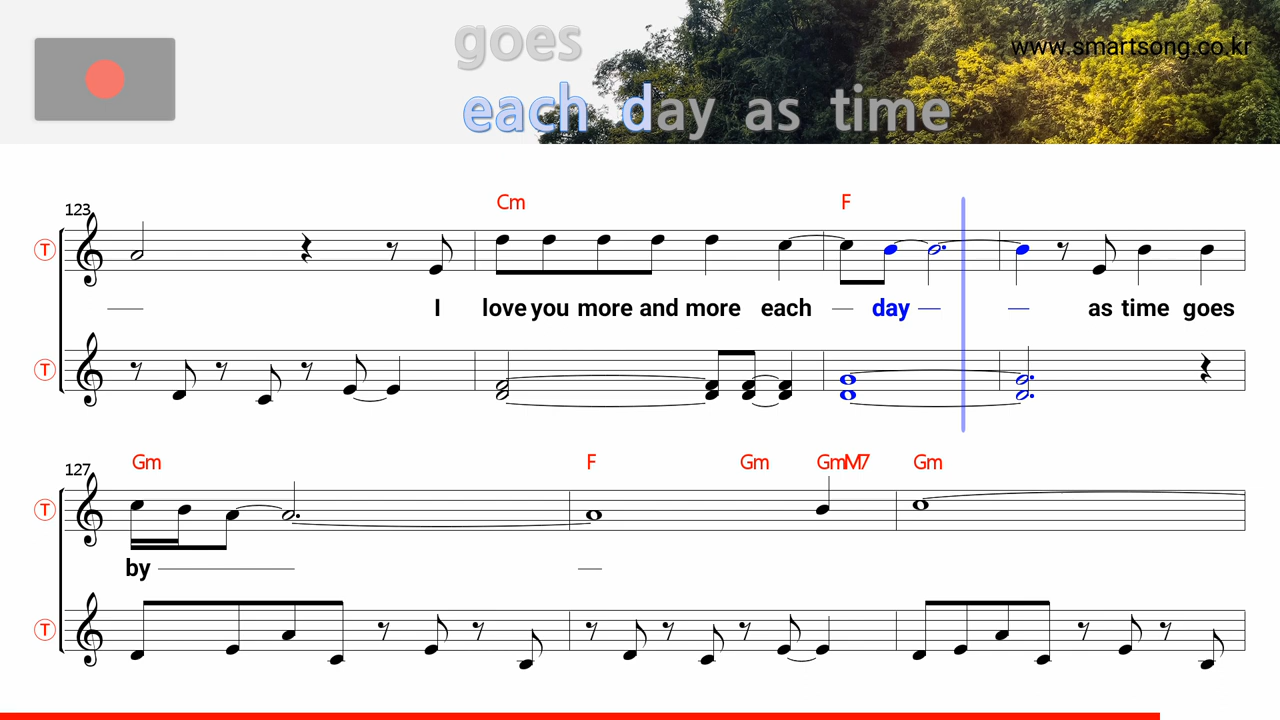 goes
www.smartsong.co.kr
each day as time
123
Cm F
T
I love you more and more each day as time goes
T
127
Gm F Gm GmM7 Gm
T
by
T